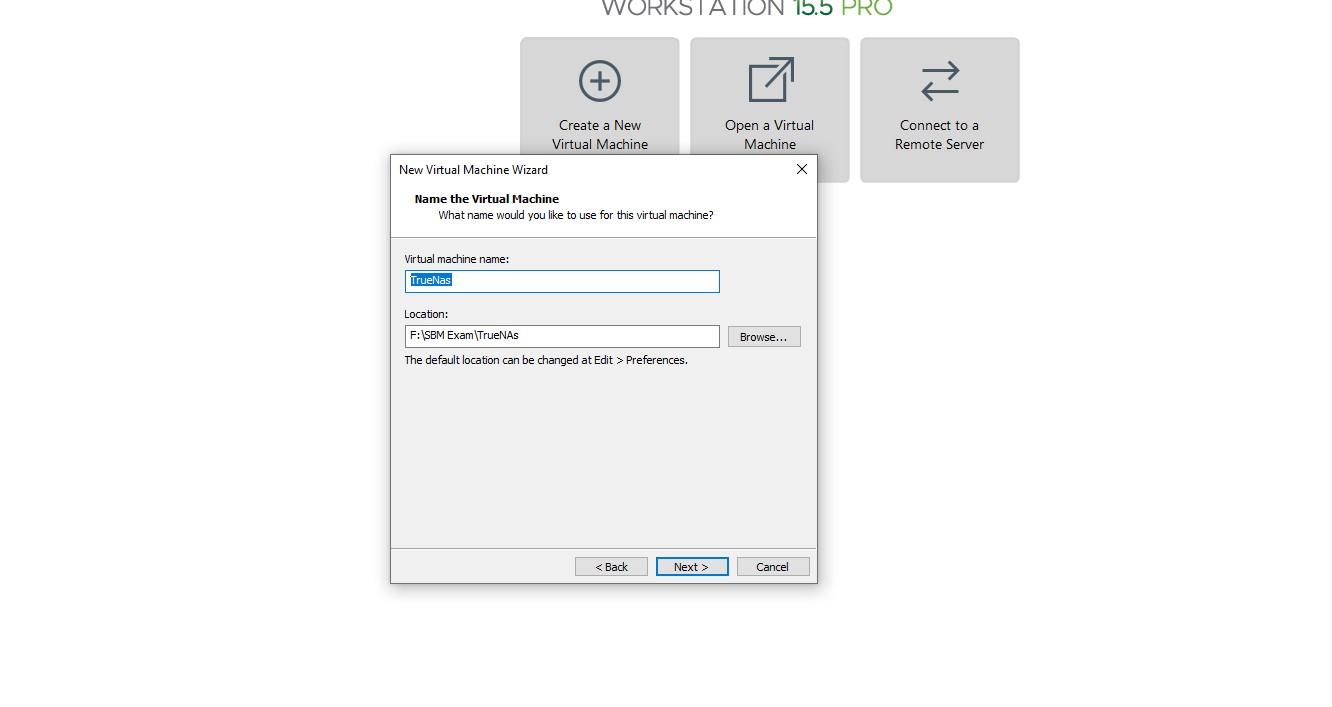 WORKSTATION 15.5 PRO
Create a New
Virtual Machine
Open a Virtual
Machine
Connect to a
Remote Server
New Virtual Machine Wizard
Name the Virtual Machine
What name would you like to use for this virtual machine?
Virtual machine name:
TrueNas
Location:
F:\SBM Exam\TrueNAs
Browse...
The default location can be changed at Edit > Preferences.
< Back
Next >
Cancel